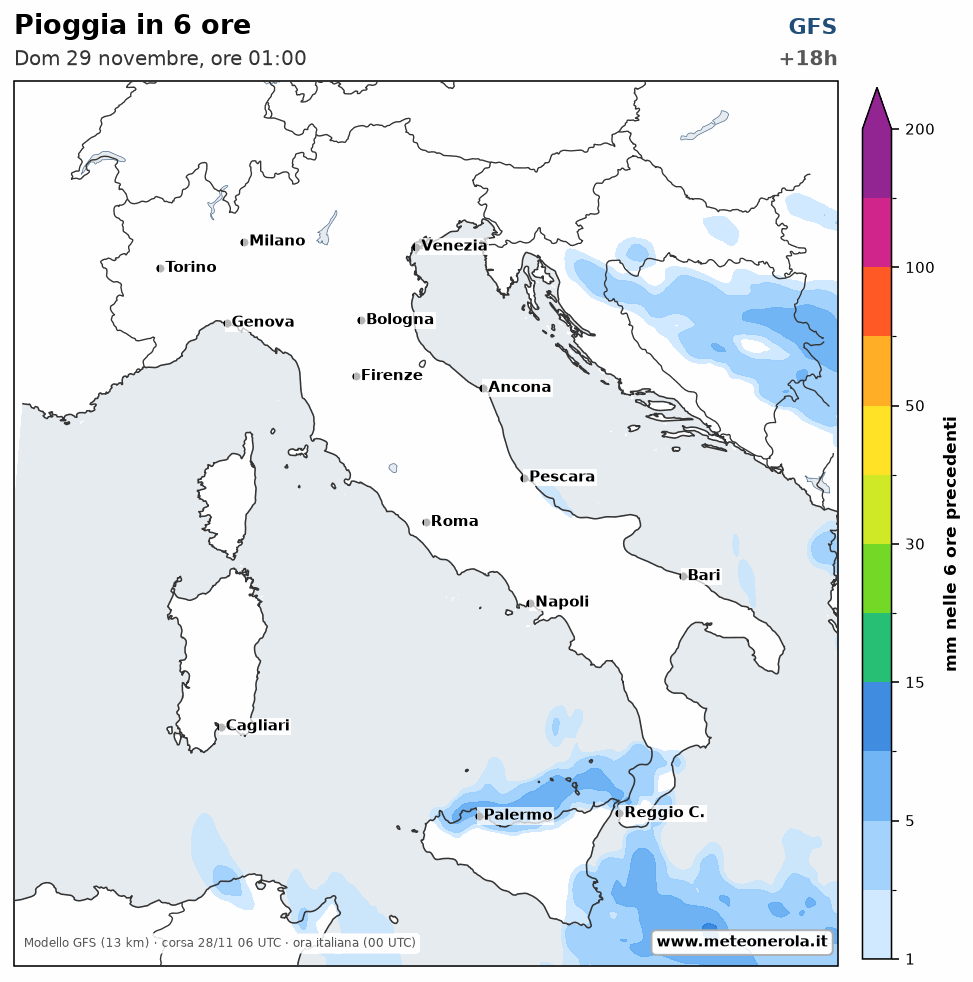 Pioggia in 6 ore
GFS
Dom 29 novembre, ore 01:00
+18h
200
100
50
30
15
5
1
mm nelle 6 ore precedenti
Milano
Venezia
Torino
Genova
Bologna
Firenze
Ancona
Pescara
Roma
Bari
Napoli
Cagliari
Palermo
Reggio C.
Modello GFS (13 km) · corsa 28/11 06 UTC · ora italiana (00 UTC)
www.meteonerola.it